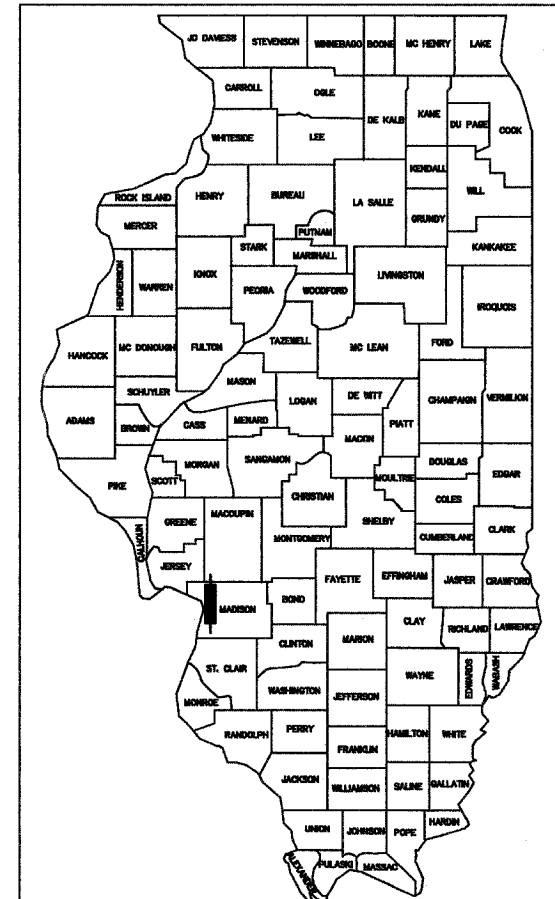 JO DAVIESS STEVENSON WINNEBAGO BOONE MC HENRY LAKE
CARROLL OGLE DE KALB KANE DU PAGE COOK
WHITESIDE LEE KENDALL WILL
ROCK ISLAND HENRY BUREAU LA SALLE GRUNDY
MERCER STARK PUTNAM KANKAKEE
HENDERSON WARREN KNOX MARSHALL LIVINGSTON
PEORIA WOODFORD IROQUOIS
HANCOCK MC DONOUGH FULTON TAZEWELL MC LEAN FORD
SCHUYLER MASON LOGAN DE WITT CHAMPAIGN VERMILION
ADAMS BROWN CASS MENARD MACON PIATT
PIKE SCOTT MORGAN SANGAMON MOULTRIE DOUGLAS EDGAR
CHRISTIAN COLES
CALHOUN GREENE MACOUPIN MONTGOMERY SHELBY CUMBERLAND CLARK
JERSEY FAYETTE EFFINGHAM JASPER CRAWFORD
MADISON BOND CLAY RICHLAND LAWRENCE
CLINTON MARION
ST. CLAIR WAYNE EDWARDS WABASH
MONROE WASHINGTON JEFFERSON
RANDOLPH PERRY HAMILTON WHITE
FRANKLIN
JACKSON WILLIAMSON SALINE GALLATIN
UNION JOHNSON POPE HARDIN
ALEXANDER PULASKI MASSAC